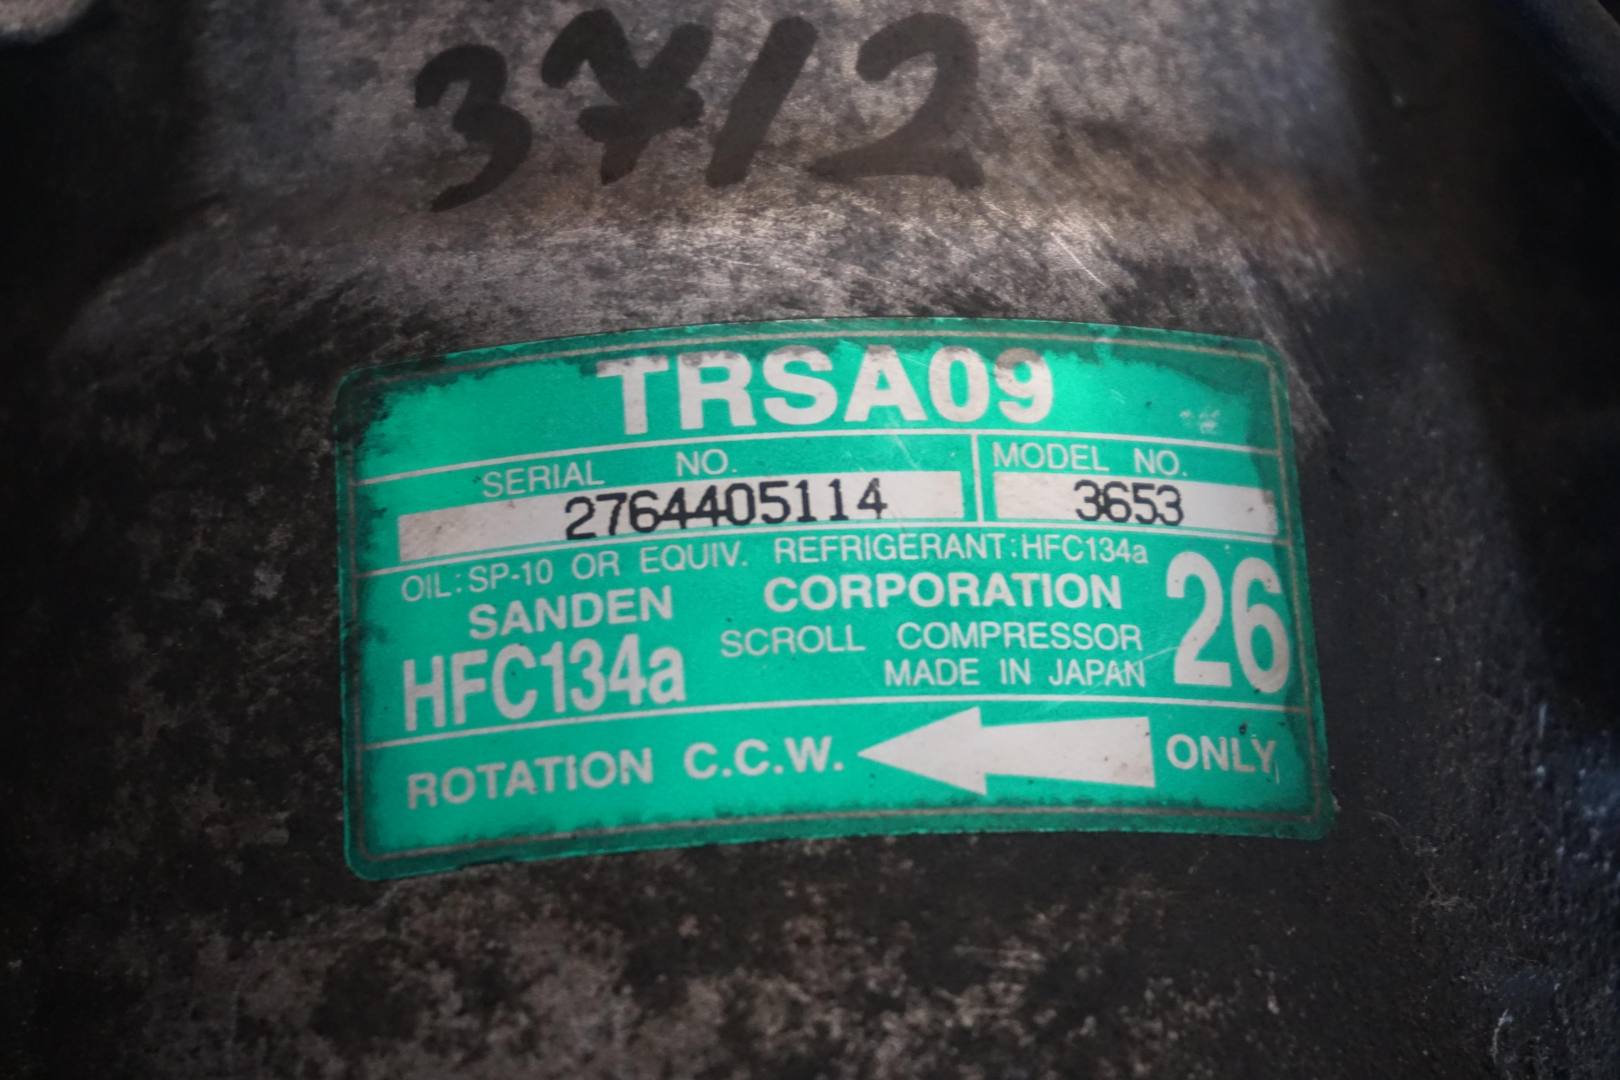 3712
TRSA09
SERIAL NO. MODEL NO.
2764405114 3653
OIL:SP-10 OR EQUIV. REFRIGERANT:HFC134a
SANDEN CORPORATION 26
HFC134a SCROLL COMPRESSOR
MADE IN JAPAN
ROTATION C.C.W. ONLY